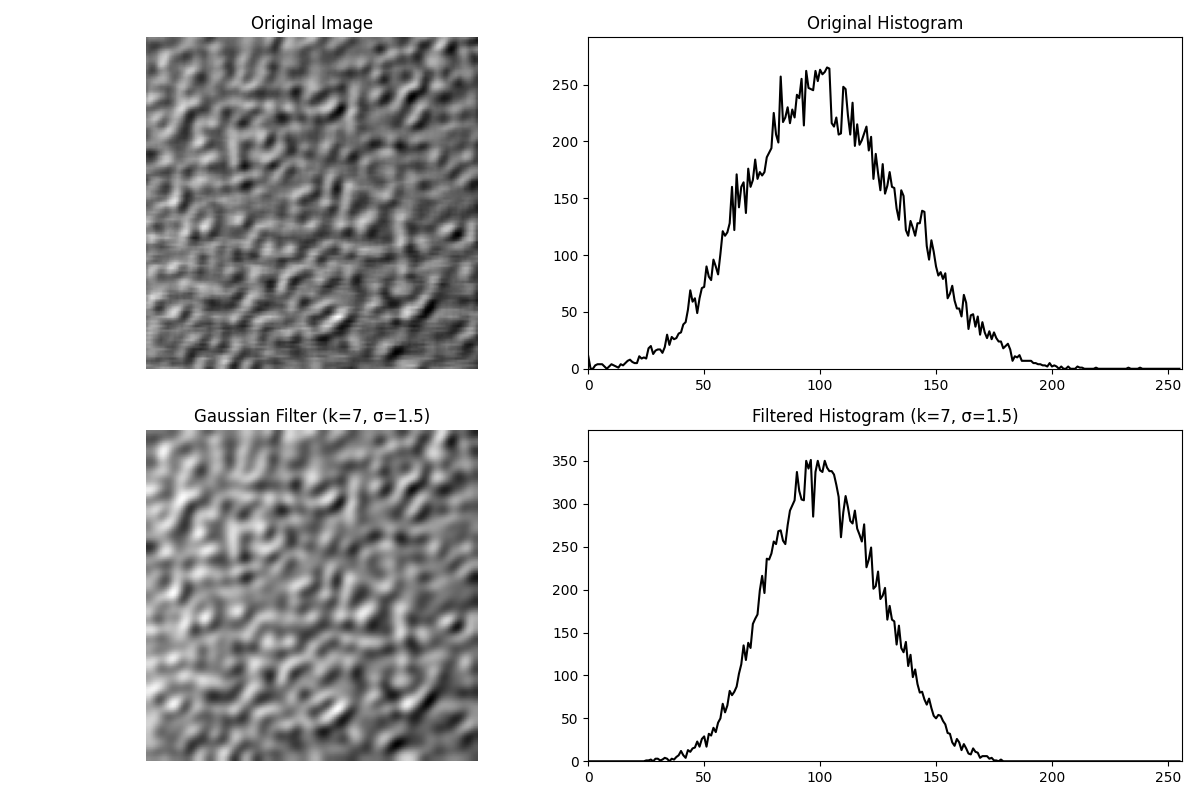 Original Image
Original Histogram
250
200
150
100
50
0
0 50 100 150 200 250
Gaussian Filter (k=7, σ=1.5)
Filtered Histogram (k=7, σ=1.5)
350
300
250
200
150
100
50
0
0 50 100 150 200 250